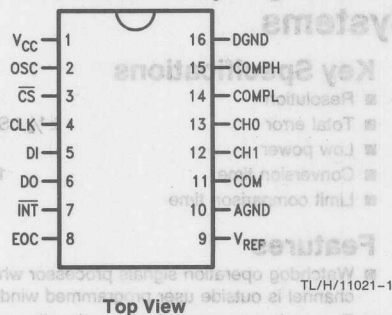 ystems
Key Specifications
Resolution
Total error
Low power
Conversion time
Limit comparison time
Features
Watchdog operation signals processor wh
channel is outside user programmed wind
VCC 1 16 DGND
OSC 2 15 COMPH
CS 3 14 COMPL
CLK 4 13 CH0
DI 5 12 CH1
DO 6 11 COM
INT 7 10 AGND
EOC 8 9 VREF
TL/H/11021-1
Top View